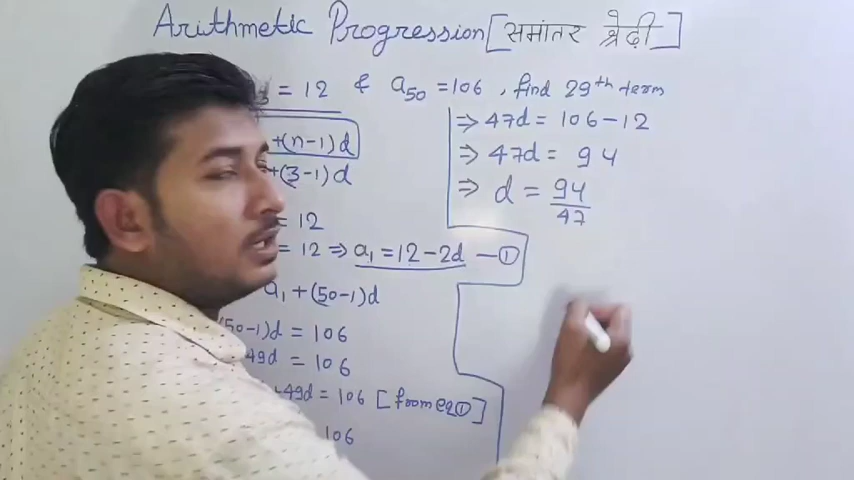 Arithmetic Progression [समांतर श्रेढ़ी]
= 12 & a₅₀ = 106 , find 29ᵗʰ term
+(n-1)d
+(3-1)d
= 12
= 12 ⇒ a₁ = 12-2d —①
a₁ +(50-1)d
(50-1)d = 106
49d = 106
+49d = 106 [from eq①]
106
⇒ 47d = 106-12
⇒ 47d = 94
⇒ d = 94/47